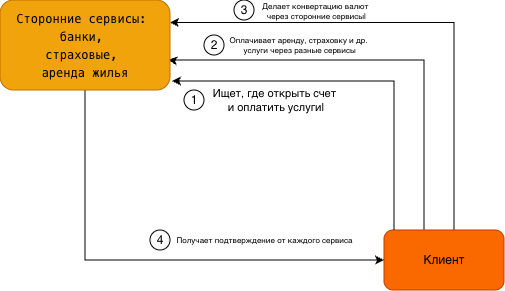 Сторонние сервисы:
банки,
страховые,
аренда жилья
3
Делает конвертацию валют
через сторонние сервисы!
2
Оплачивает аренду, страховку и др.
услуги через разные сервисы
1
Ищет, где открыть счет
и оплатить услуги!
4
Получает подтверждение от каждого сервиса
Клиент